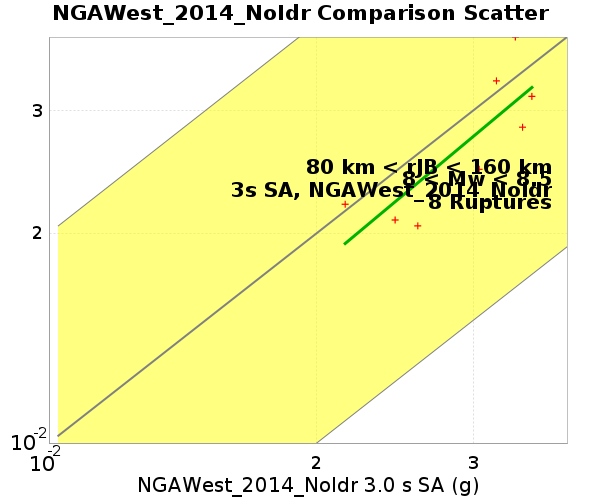 NGAWest_2014_NoIdr Comparison Scatter
3
80 km < rJB < 160 km
8 < Mw < 8.5
3s SA, NGAWest_2014_NoIdr
8 Ruptures
2
10-2
10-2
2
3
NGAWest_2014_NoIdr 3.0 s SA (g)